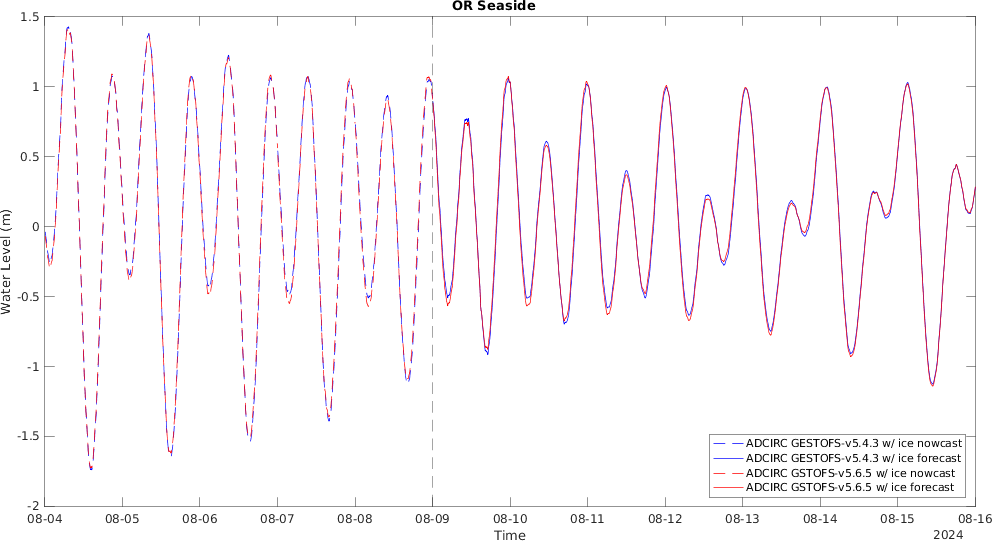 OR Seaside
1.5
1
0.5
0
-0.5
-1
-1.5
-2
Water Level (m)
08-04 08-05 08-06 08-07 08-08 08-09 08-10 08-11 08-12 08-13 08-14 08-15 08-16
Time
2024
ADCIRC GESTOFS-v5.4.3 w/ ice nowcast
ADCIRC GESTOFS-v5.4.3 w/ ice forecast
ADCIRC GSTOFS-v5.6.5 w/ ice nowcast
ADCIRC GSTOFS-v5.6.5 w/ ice forecast